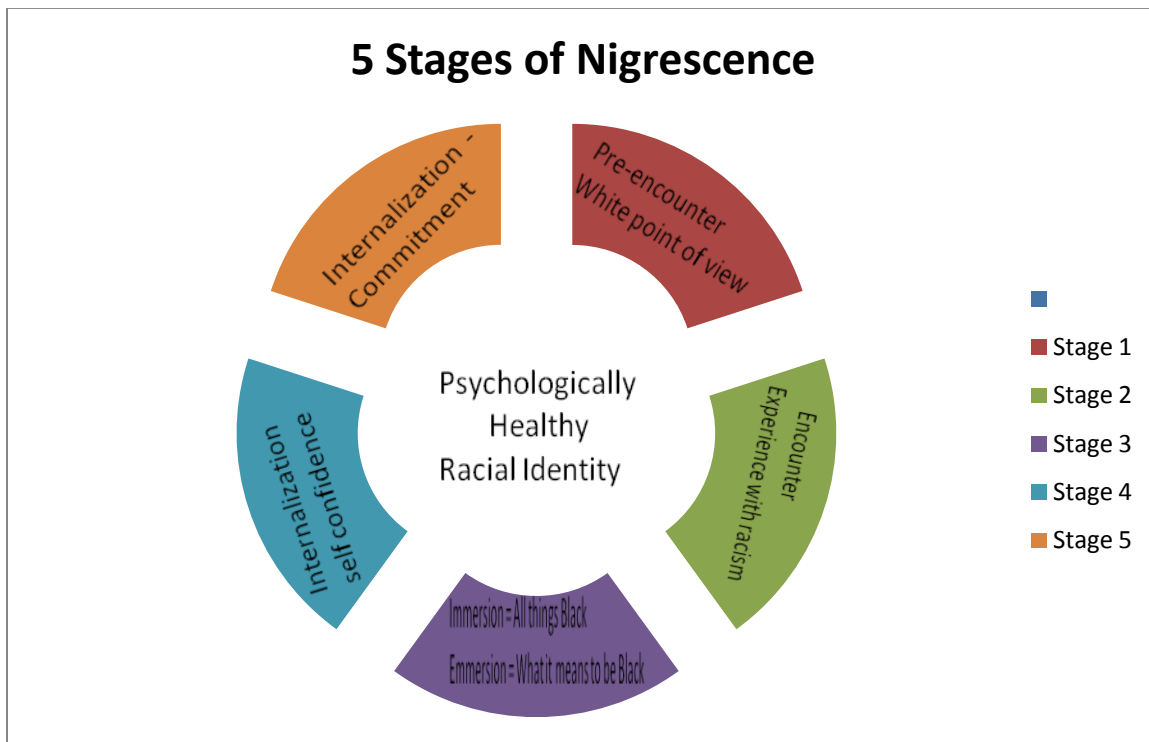 5 Stages of Nigrescence
Pre-encounter
White point of view
Encounter
Experience with racism
Immersion = All things Black
Emmersion = What it means to be Black
Internalization
self confidence
Internalization -
Commitment
Psychologically
Healthy
Racial Identity
Stage 1
Stage 2
Stage 3
Stage 4
Stage 5